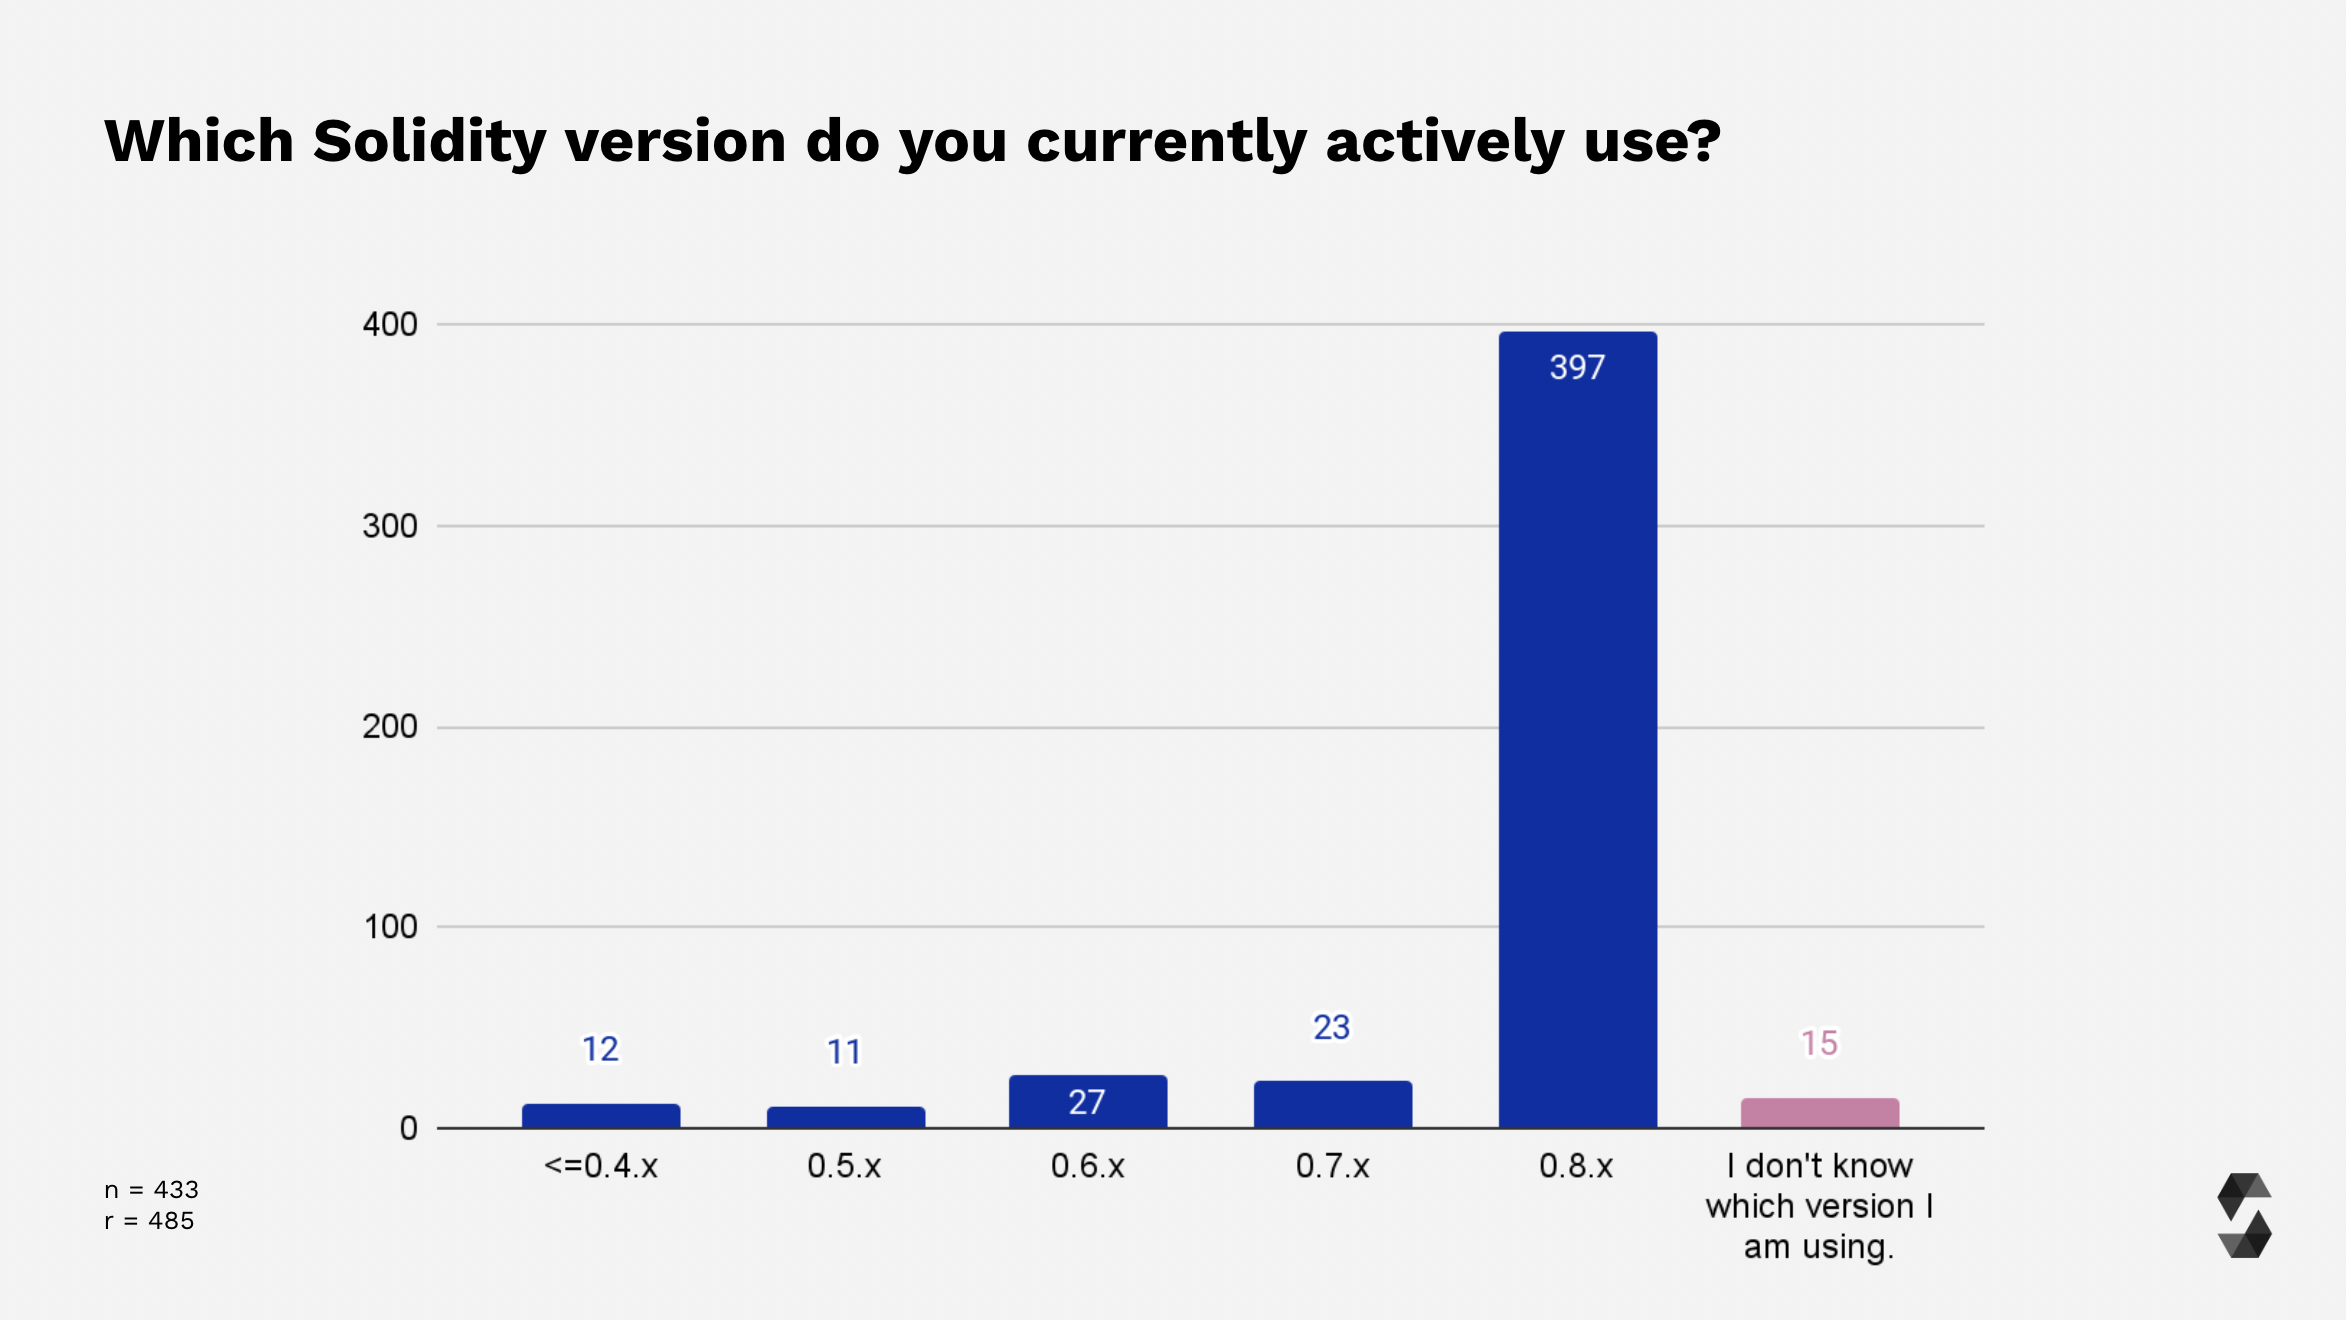 Which Solidity version do you currently actively use?
400
300
200
100
0
12
11
27
23
397
15
<=0.4.x
0.5.x
0.6.x
0.7.x
0.8.x
I don't know
which version I
am using.
n = 433
r = 485